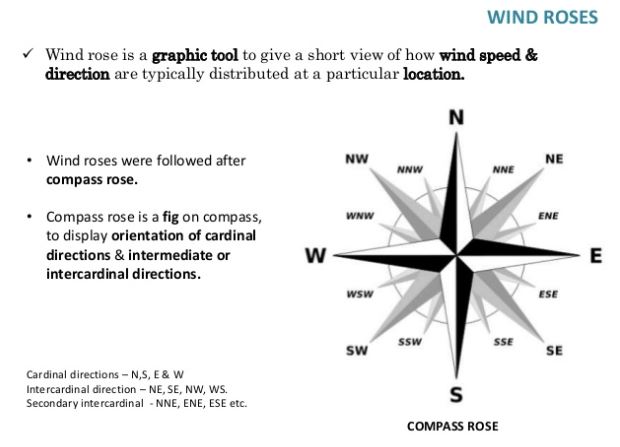 WIND ROSES
✓ Wind rose is a graphic tool to give a short view of how wind speed &
direction are typically distributed at a particular location.
• Wind roses were followed after
compass rose.
• Compass rose is a fig on compass,
to display orientation of cardinal
directions & intermediate or
intercardinal directions.
Cardinal directions – N,S, E & W
Intercardinal direction – NE, SE, NW, WS.
Secondary intercardinal - NNE, ENE, ESE etc.
N
NW
NE
NNW
NNE
WNW
ENE
W
E
WSW
ESE
SSW
SSE
SW
SE
S
COMPASS ROSE